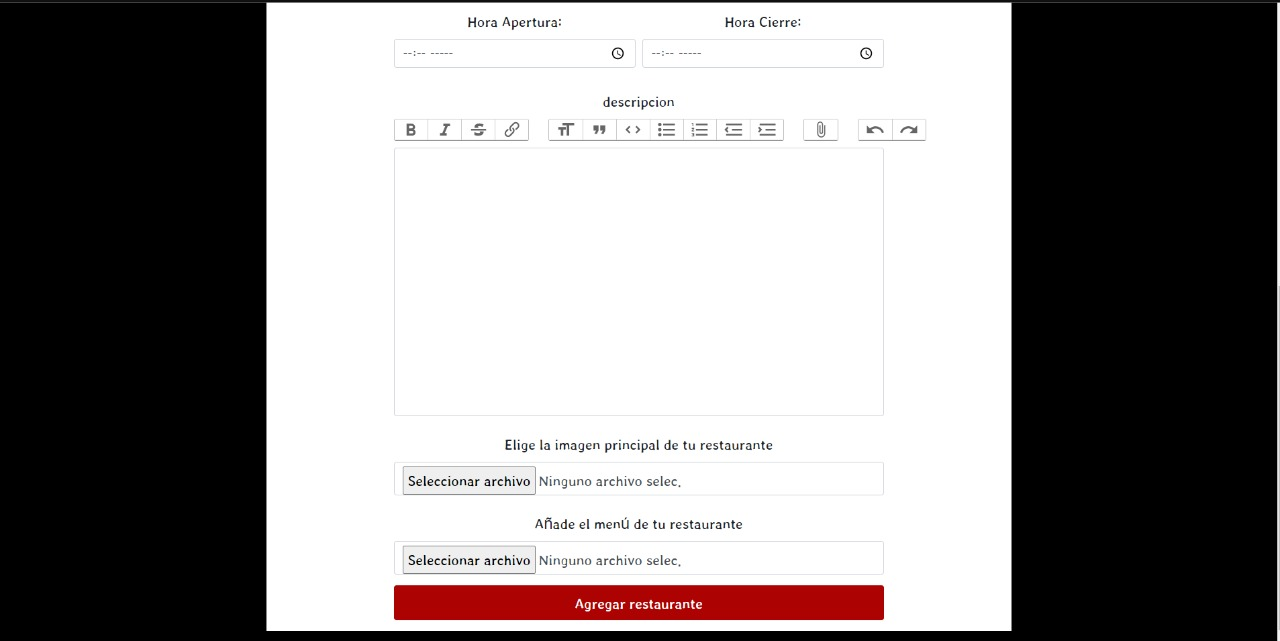 Hora Apertura: Hora Cierre:
--:-- ----- --:-- -----
descripcion
Elige la imagen principal de tu restaurante
Seleccionar archivo Ninguno archivo selec.
Añade el menú de tu restaurante
Seleccionar archivo Ninguno archivo selec.
Agregar restaurante